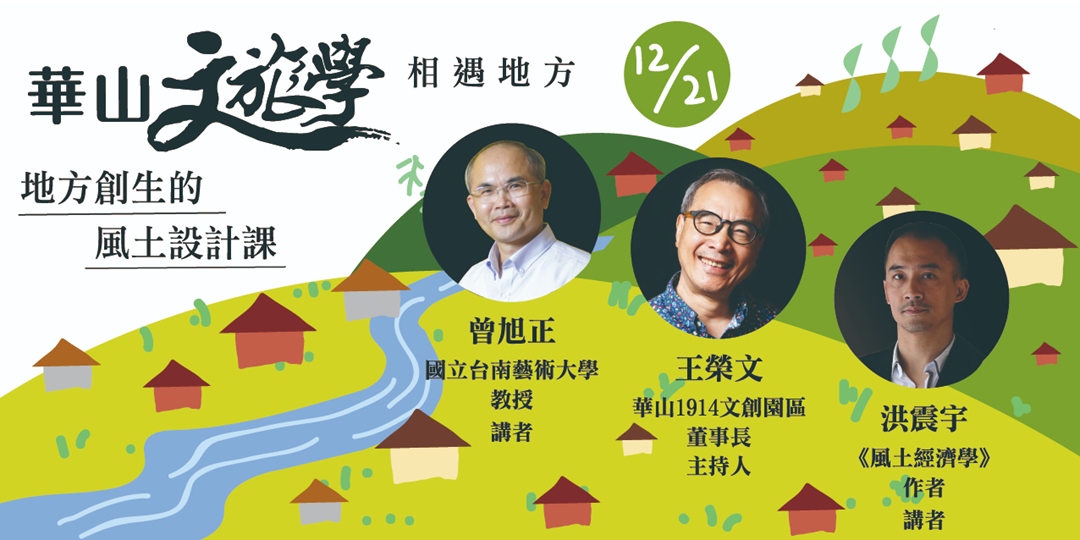 華山文旅學
相遇地方
12/21
地方創生的
風土設計課
曾旭正
國立台南藝術大學
教授
講者
王榮文
華山1914文創園區
董事長
主持人
洪震宇
《風土經濟學》
作者
講者